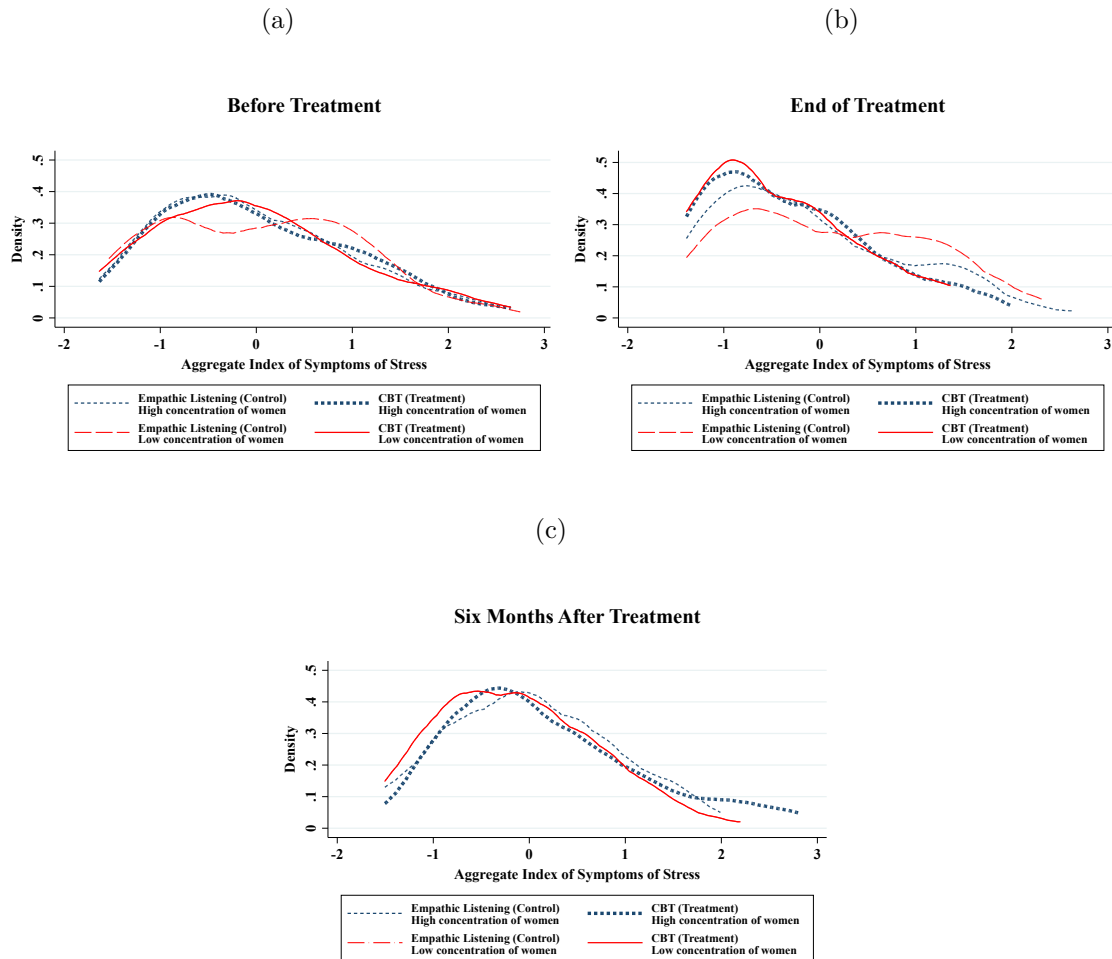 (a)
Before Treatment
.5
.4
.3
.2
.1
0
Density
-2 -1 0 1 2 3
Aggregate Index of Symptoms of Stress
Empathic Listening (Control)
High concentration of women
CBT (Treatment)
High concentration of women
Empathic Listening (Control)
Low concentration of women
CBT (Treatment)
Low concentration of women
(b)
End of Treatment
.5
.4
.3
.2
.1
0
Density
-2 -1 0 1 2 3
Aggregate Index of Symptoms of Stress
Empathic Listening (Control)
High concentration of women
CBT (Treatment)
High concentration of women
Empathic Listening (Control)
Low concentration of women
CBT (Treatment)
Low concentration of women
(c)
Six Months After Treatment
.5
.4
.3
.2
.1
0
Density
-2 -1 0 1 2 3
Aggregate Index of Symptoms of Stress
Empathic Listening (Control)
High concentration of women
CBT (Treatment)
High concentration of women
Empathic Listening (Control)
Low concentration of women
CBT (Treatment)
Low concentration of women